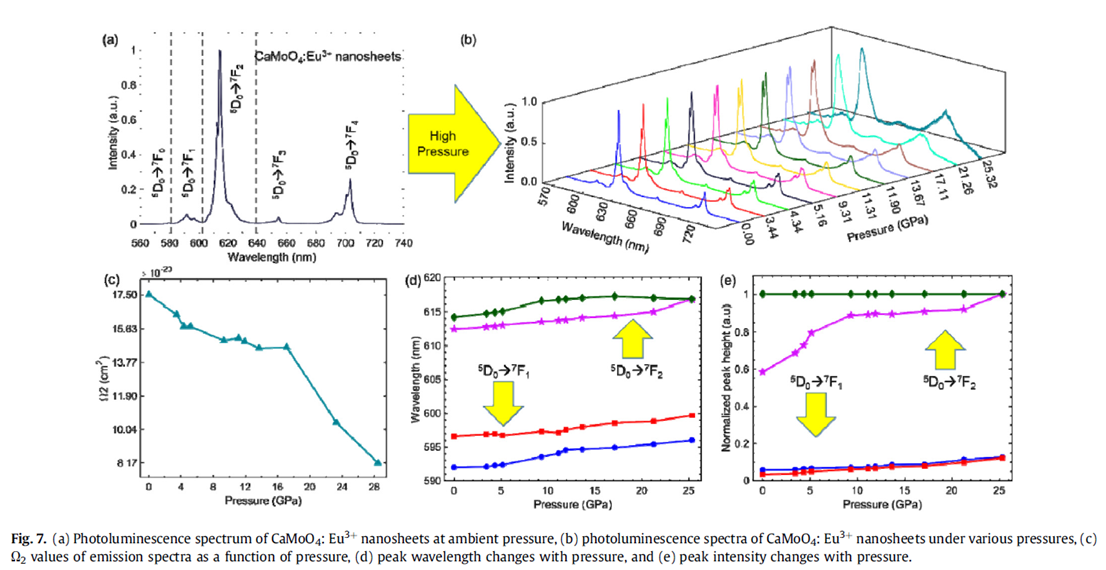 (a)
CaMoO₄:Eu³⁺ nanosheets
Intensity (a.u.)
1
0.8
0.6
0.4
0.2
0
⁵D₀→⁷F₀
⁵D₀→⁷F₁
⁵D₀→⁷F₂
⁵D₀→⁷F₃
⁵D₀→⁷F₄
560 580 600 620 640 660 680 700 720 740
Wavelength (nm)
High
Pressure
(b)
Intensity (a.u.)
1.0
0.5
0.0
570 600 630 660 690 720
Wavelength (nm)
0.00 3.44 4.34 5.16 9.31 11.31 11.90 13.67 17.11 21.26 25.32
Pressure (GPa)
(c)
Ω2 (cm²)
17.50
15.63
13.77
11.90
10.04
8.17
0 4 8 12 16 20 24 28
Pressure (GPa)
(d)
Wavelength (nm)
620
615
610
605
600
595
590
⁵D₀→⁷F₁
⁵D₀→⁷F₂
0 5 10 15 20 25
Pressure (GPa)
(e)
Normalized peak height (a.u)
1
0.8
0.6
0.4
0.2
0
⁵D₀→⁷F₁
⁵D₀→⁷F₂
0 5 10 15 20 25
Pressure (GPa)
Fig. 7. (a) Photoluminescence spectrum of CaMoO₄: Eu³⁺ nanosheets at ambient pressure, (b) photoluminescence spectra of CaMoO₄: Eu³⁺ nanosheets under various pressures, (c)
Ω₂ values of emission spectra as a function of pressure, (d) peak wavelength changes with pressure, and (e) peak intensity changes with pressure.